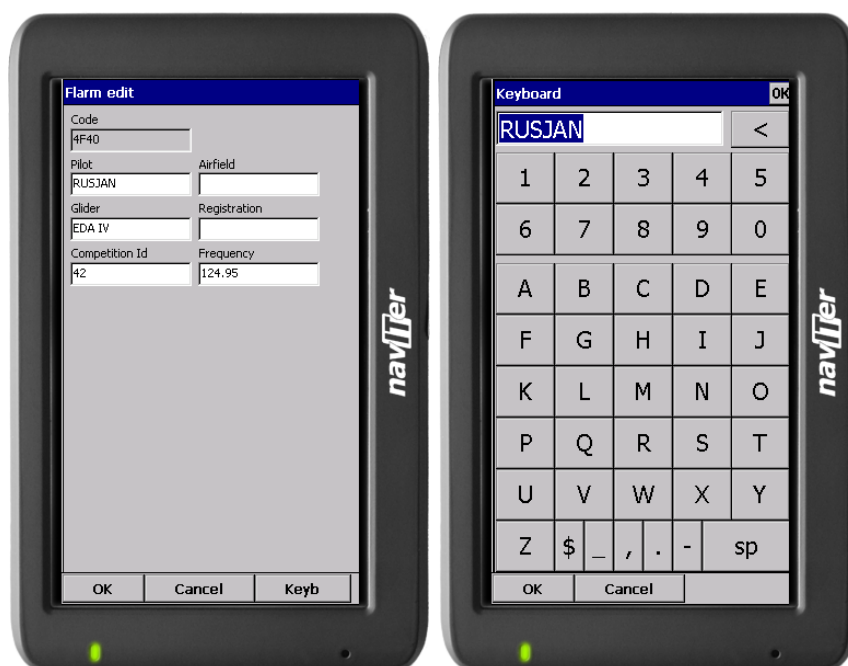 Flarm edit
Code
4F40
Pilot Airfield
RUSJAN
Glider Registration
EDA IV
Competition Id Frequency
42 124.95
OK Cancel Keyb
naviter
Keyboard OK
RUSJAN <
1 2 3 4 5
6 7 8 9 0
A B C D E
F G H I J
K L M N O
P Q R S T
U V W X Y
Z $ _ , . - sp
OK Cancel
naviter